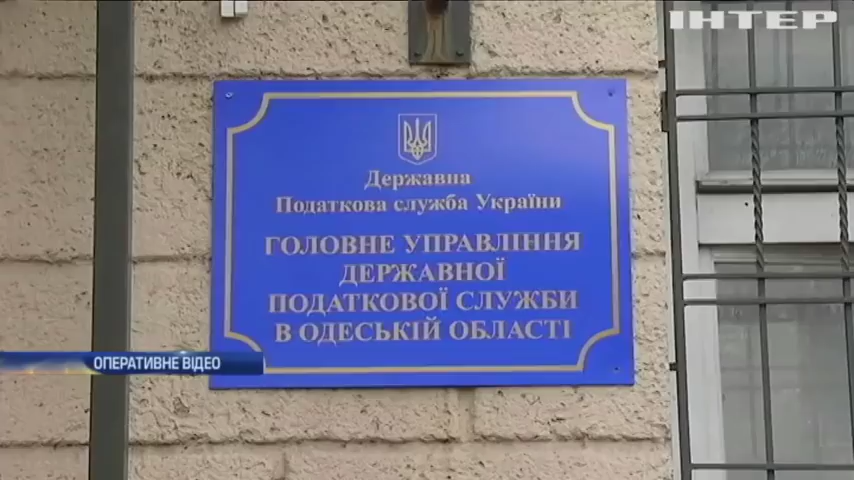 ІНТЕР
Державна
Податкова служба України
ГОЛОВНЕ УПРАВЛІННЯ
ДЕРЖАВНОЇ
ПОДАТКОВОЇ СЛУЖБИ
В ОДЕСЬКІЙ ОБЛАСТІ
ОПЕРАТИВНЕ ВІДЕО